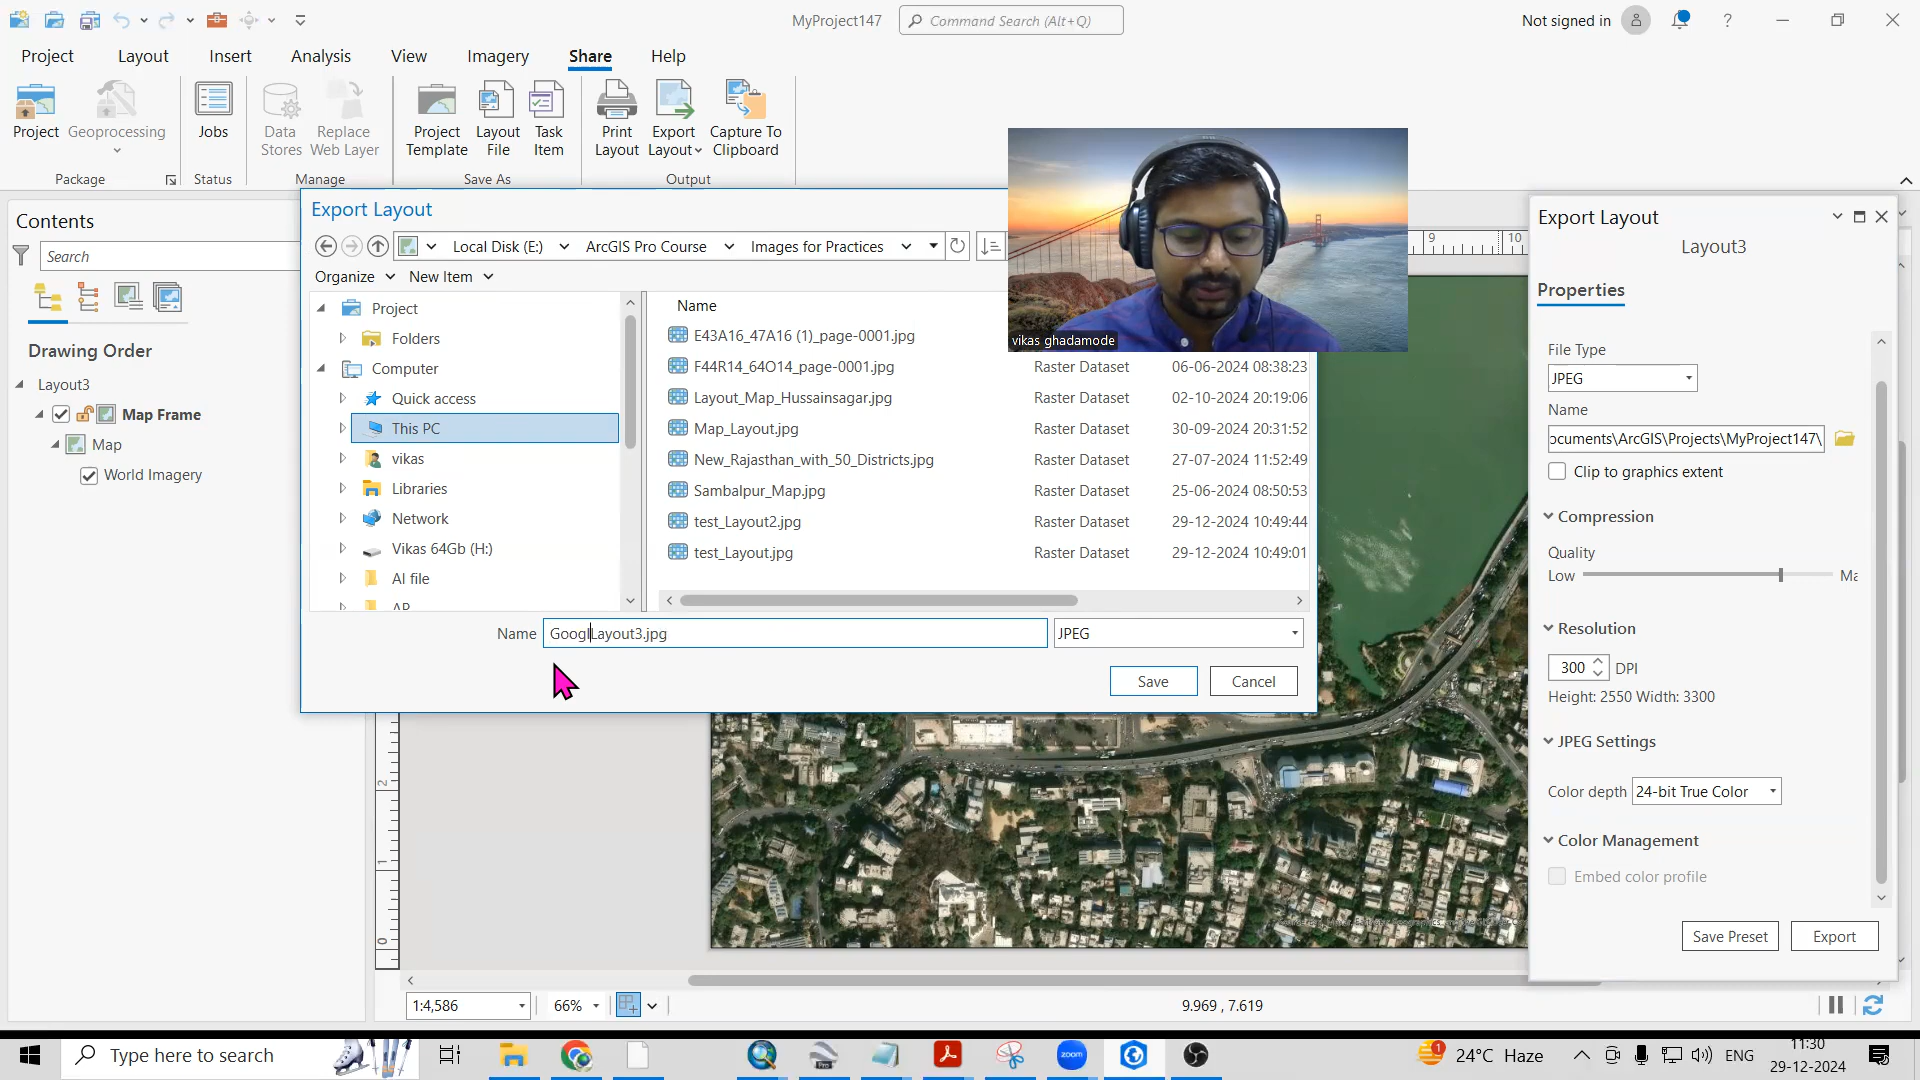 MyProject147
Command Search (Alt+Q)
Not signed in
?
Project
Layout
Insert
Analysis
View
Imagery
Share
Help
Project
Geoprocessing
Jobs
Data Stores
Replace Web Layer
Project Template
Layout File
Task Item
Print Layout
Export Layout
Capture To Clipboard
Package
Status
Manage
Save As
Output
Contents
Search
Drawing Order
Layout3
Map Frame
Map
World Imagery
Export Layout
Local Disk (E:)
ArcGIS Pro Course
Images for Practices
Organize
New Item
Project
Folders
Computer
Quick access
This PC
vikas
Libraries
Network
Vikas 64Gb (H:)
AI file
AP
Name
E43A16_47A16 (1)_page-0001.jpg
F44R14_64O14_page-0001.jpg Raster Dataset 06-06-2024 08:38:23
Layout_Map_Hussainsagar.jpg Raster Dataset 02-10-2024 20:19:06
Map_Layout.jpg Raster Dataset 30-09-2024 20:31:52
New_Rajasthan_with_50_Districts.jpg Raster Dataset 27-07-2024 11:52:49
Sambalpur_Map.jpg Raster Dataset 25-06-2024 08:50:53
test_Layout2.jpg Raster Dataset 29-12-2024 10:49:44
test_Layout.jpg Raster Dataset 29-12-2024 10:49:01
Name
GooglLayout3.jpg
JPEG
Save
Cancel
vikas ghadamode
9
10
2
1
0
Export Layout
Layout3
Properties
File Type
JPEG
Name
ocuments\ArcGIS\Projects\MyProject147\
Clip to graphics extent
Compression
Quality
Low
Ma
Resolution
300 DPI
Height: 2550 Width: 3300
JPEG Settings
Color depth 24-bit True Color
Color Management
Embed color profile
Save Preset
Export
1:4,586
66%
9.969 , 7.619
Type here to search
Pro
zoom
1
24°C Haze
ENG
11:30
29-12-2024